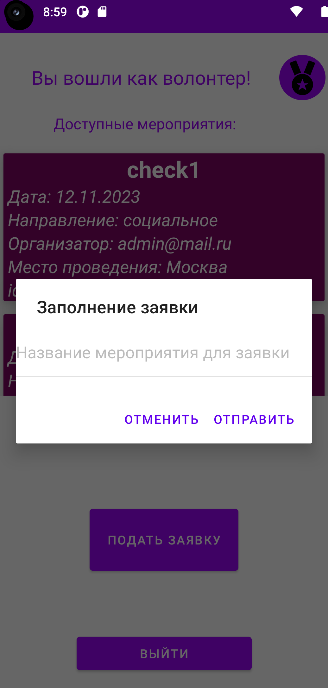 8:59
Вы вошли как волонтер!
Доступные мероприятия:
check1
Дата: 12.11.2023
Направление: социальное
Организатор: admin@mail.ru
Место проведения: Москва
Заполнение заявки
Название мероприятия для заявки
ОТМЕНИТЬ ОТПРАВИТЬ
ПОДАТЬ ЗАЯВКУ
ВЫЙТИ